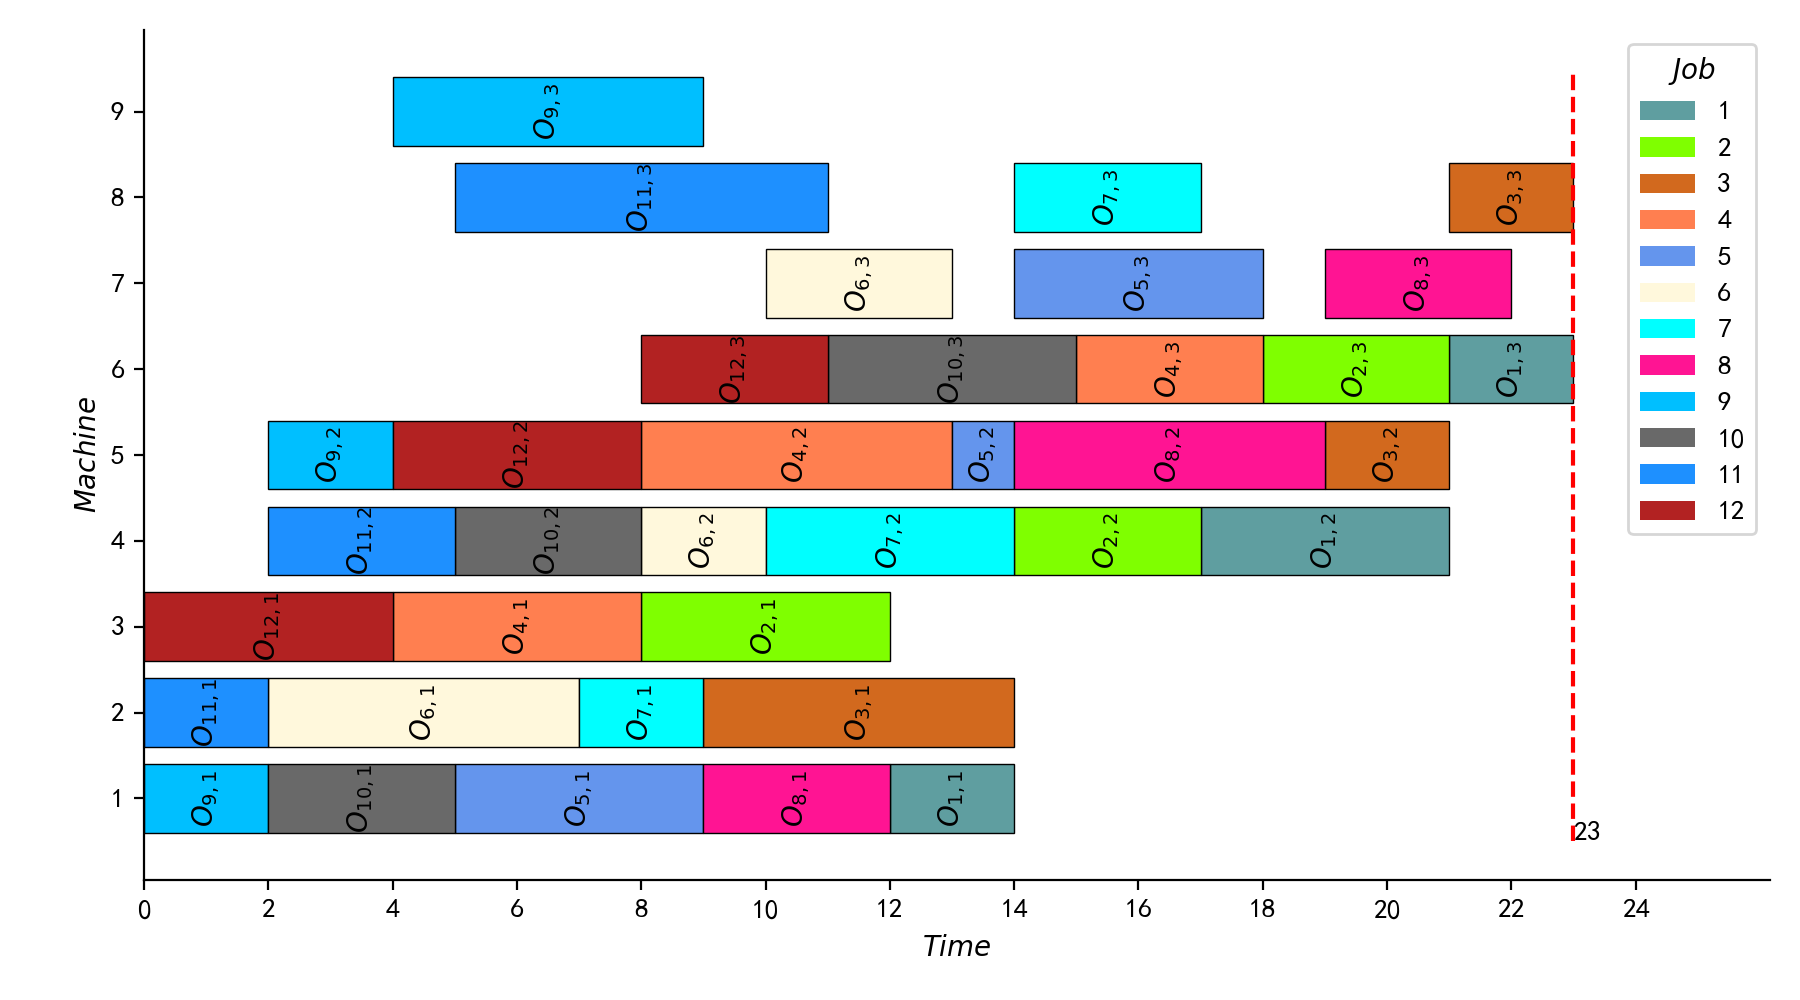 Job
1
2
3
4
5
6
7
8
9
10
11
12
Machine
9
O9,3
8
O11,3
O7,3
O3,3
7
O6,3
O5,3
O8,3
6
O12,3
O10,3
O4,3
O2,3
O1,3
5
O9,2
O12,2
O4,2
O5,2
O8,2
O3,2
4
O11,2
O10,2
O6,2
O7,2
O2,2
O1,2
3
O12,1
O4,1
O2,1
2
O11,1
O6,1
O7,1
O3,1
1
O9,1
O10,1
O5,1
O8,1
O1,1
23
0 2 4 6 8 10 12 14 16 18 20 22 24
Time